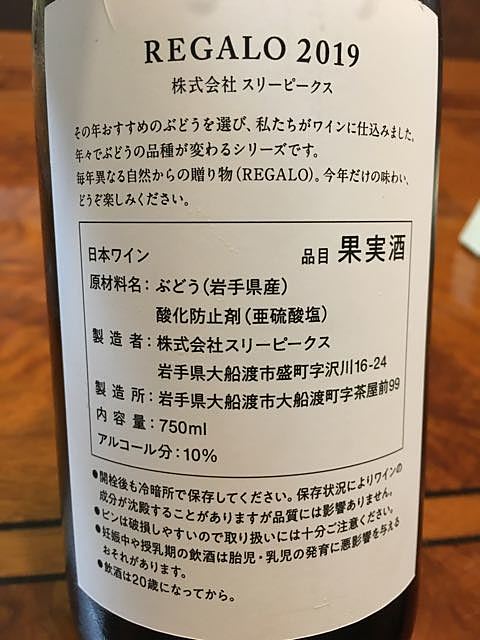 REGALO 2019
株式会社 スリーピークス
その年おすすめのぶどうを選び、私たちがワインに仕込みました。
年々でぶどうの品種が変わるシリーズです。
毎年異なる自然からの贈り物(REGALO)。今年だけの味わい、
どうぞ楽しみください。
日本ワイン 品目 果実酒
原材料名:ぶどう(岩手県産)
酸化防止剤(亜硫酸塩)
製造者:株式会社スリーピークス
岩手県大船渡市盛町字沢川16-24
製造所:岩手県大船渡市大船渡町字茶屋前99
内容量:750ml
アルコール分:10%
●開栓後も冷暗所で保存してください。保存状況によりワインの
成分が沈殿することがありますが品質には影響ありません。
●ビンは破損しやすいので取り扱いには十分ご注意ください。
●妊娠中や授乳期の飲酒は胎児・乳児の発育に悪影響を与える
おそれがあります。
●飲酒は20歳になってから。